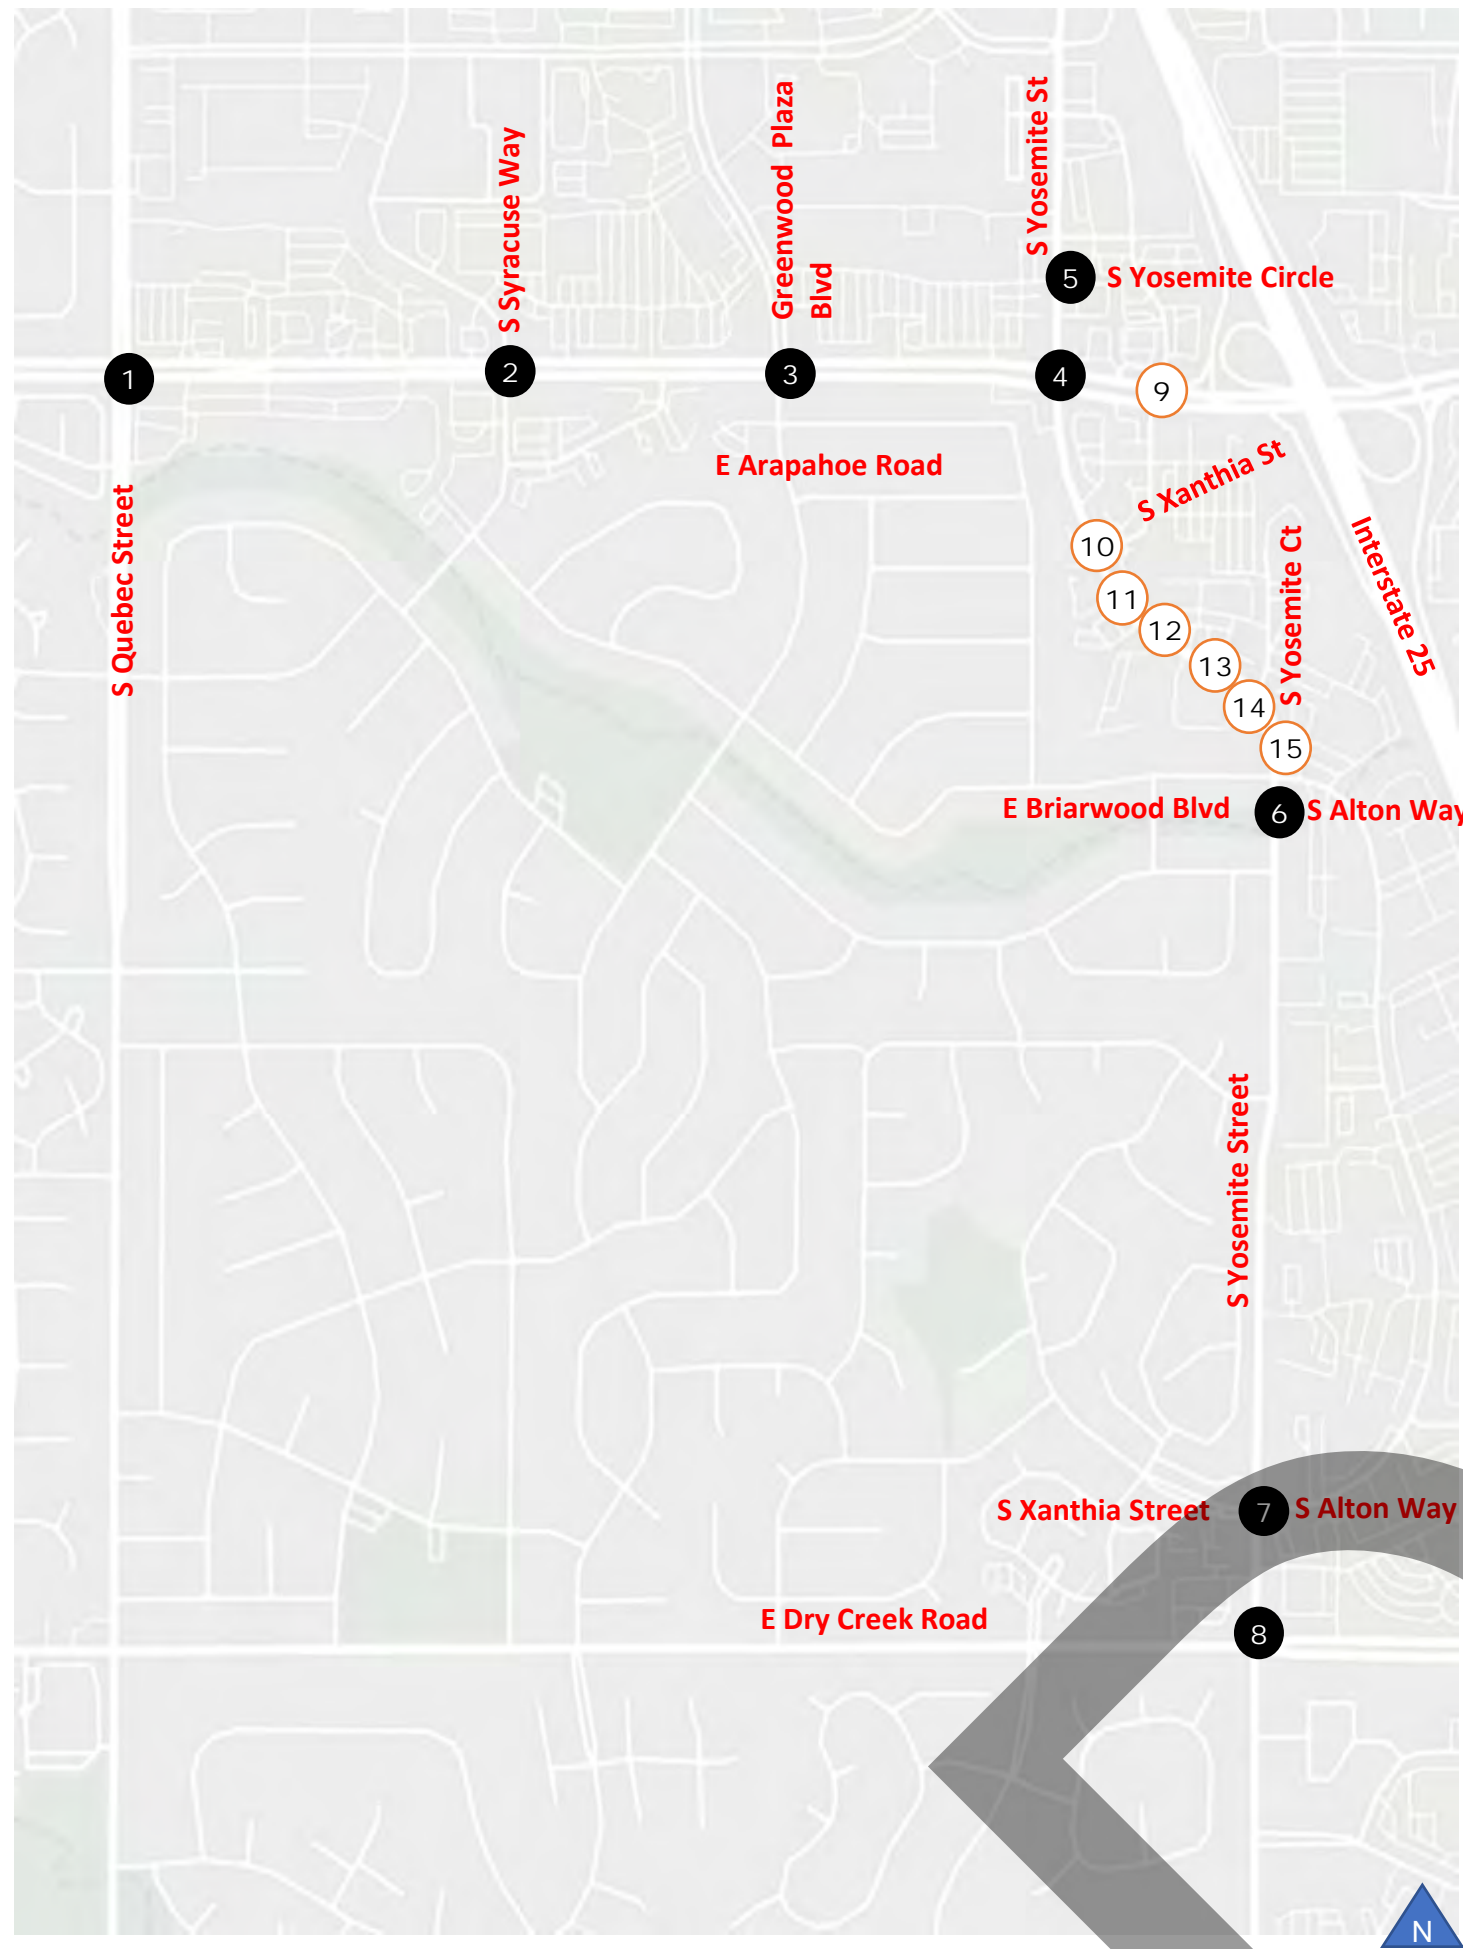 S Yosemite St
Greenwood Plaza
Blvd
S Syracuse Way
5
S Yosemite Circle
1
2
3
4
9
E Arapahoe Road
S Xanthia St
S Quebec Street
Interstate 25
S Yosemite Ct
10
11
12
13
14
15
E Briarwood Blvd
6
S Alton Way
S Yosemite Street
S Xanthia Street
7
S Alton Way
E Dry Creek Road
8
N